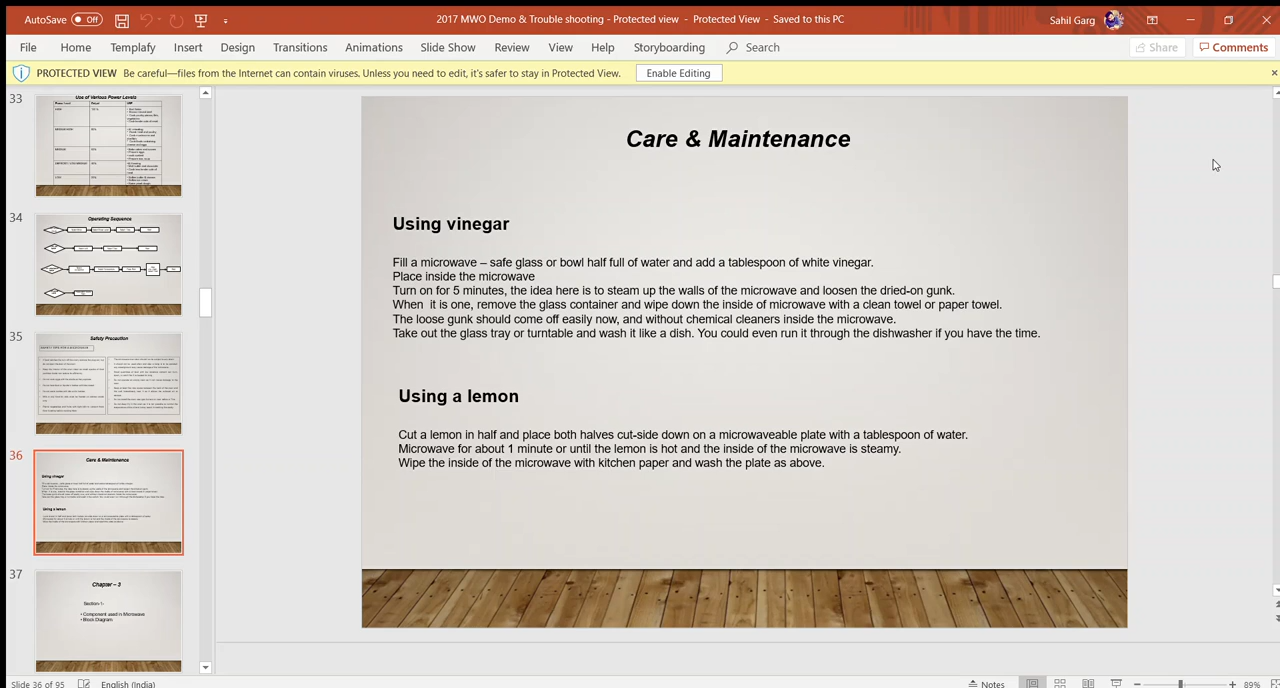 AutoSave Off
2017 MWO Demo & Trouble shooting - Protected view - Protected View - Saved to this PC
Sahil Garg
File Home Templafy Insert Design Transitions Animations Slide Show Review View Help Storyboarding Search
Share Comments
PROTECTED VIEW Be careful—files from the Internet can contain viruses. Unless you need to edit, it's safer to stay in Protected View. Enable Editing
33
Use of Various Power Levels
34
Operating Sequence
35
Safety Precaution
36
Care & Maintenance
Using vinegar
Using a lemon
37
Chapter – 3
Section-1-
• Component used in Microwave
• Block Diagram
Care & Maintenance
Using vinegar
Fill a microwave – safe glass or bowl half full of water and add a tablespoon of white vinegar.
Place inside the microwave
Turn on for 5 minutes, the idea here is to steam up the walls of the microwave and loosen the dried-on gunk.
When it is one, remove the glass container and wipe down the inside of microwave with a clean towel or paper towel.
The loose gunk should come off easily now, and without chemical cleaners inside the microwave.
Take out the glass tray or turntable and wash it like a dish. You could even run it through the dishwasher if you have the time.
Using a lemon
Cut a lemon in half and place both halves cut-side down on a microwaveable plate with a tablespoon of water.
Microwave for about 1 minute or until the lemon is hot and the inside of the microwave is steamy.
Wipe the inside of the microwave with kitchen paper and wash the plate as above.
Slide 36 of 95 English (India)
Notes
89%